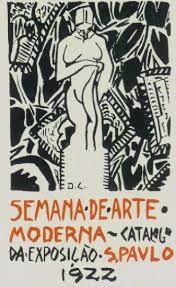 D.C.
SEMANA·DE·ARTE·
MODERNA~CATALOGO
DA EXPOSIÇÃO S.PAULO
1922